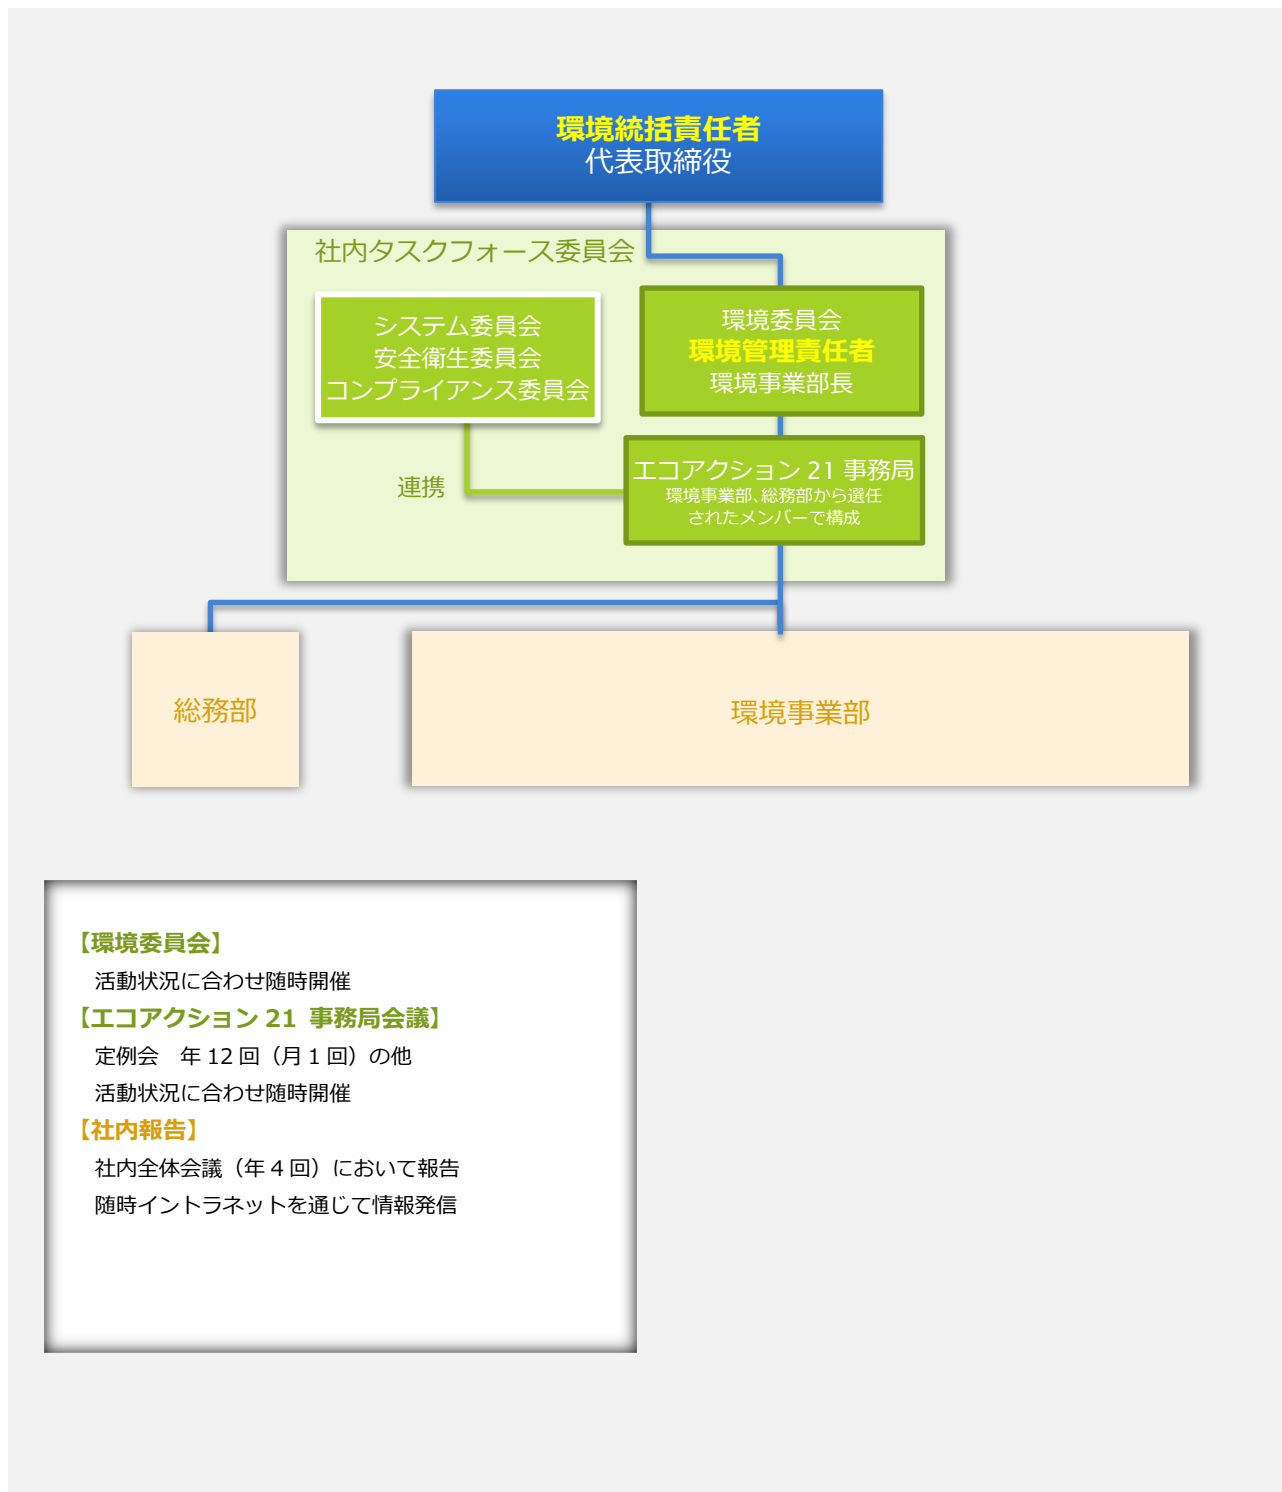 環境統括責任者
代表取締役
社内タスクフォース委員会
システム委員会
安全衛生委員会
コンプライアンス委員会
環境委員会
環境管理責任者
環境事業部長
連携
エコアクション 21 事務局
環境事業部、総務部から選任
されたメンバーで構成
総務部
環境事業部
【環境委員会】
活動状況に合わせ随時開催
【エコアクション 21 事務局会議】
定例会　年 12 回（月 1 回）の他
活動状況に合わせ随時開催
【社内報告】
社内全体会議（年 4 回）において報告
随時イントラネットを通じて情報発信